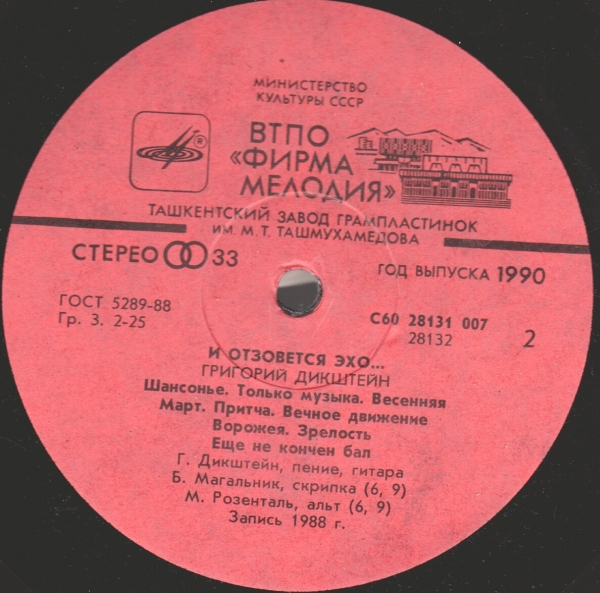 МИНИСТЕРСТВО
КУЛЬТУРЫ СССР
ВТПО
«ФИРМА
МЕЛОДИЯ»
®
ТАШКЕНТСКИЙ ЗАВОД ГРАМПЛАСТИНОК
ИМ. М. Т. ТАШМУХАМЕДОВА
СТЕРЕО 33
ГОД ВЫПУСКА 1990
ГОСТ 5289-88
Гр. 3. 2-25
С60 28131 007
28132
2
И ОТЗОВЕТСЯ ЭХО...
ГРИГОРИЙ ДИКШТЕЙН
Шансонье. Только музыка. Весенняя
Март. Притча. Вечное движение
Ворожея. Зрелость
Еще не кончен бал
Г. Дикштейн, пение, гитара
Б. Магальник, скрипка (6, 9)
М. Розенталь, альт (6, 9)
Запись 1988 г.